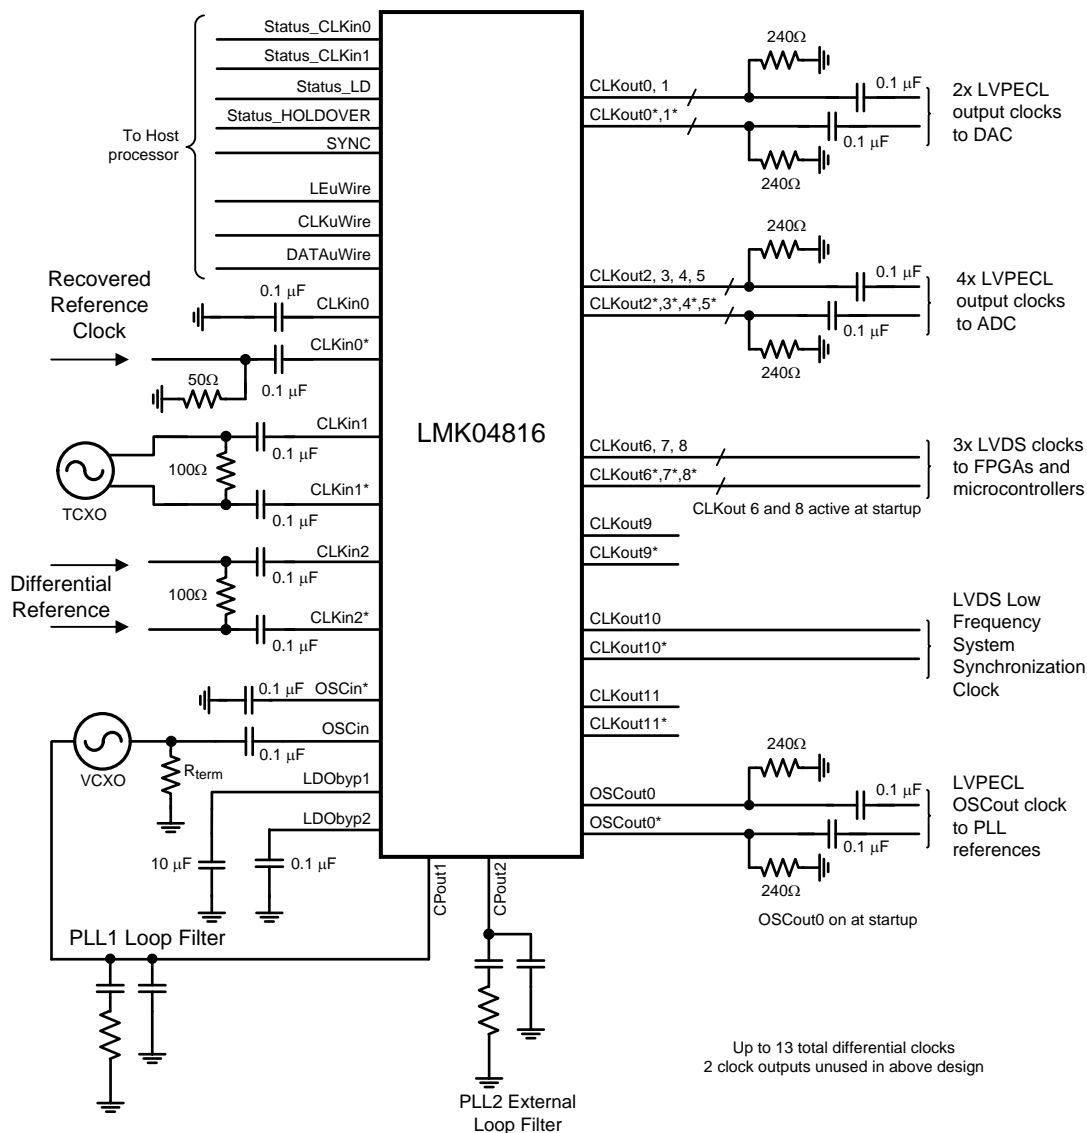 Status_CLKin0
Status_CLKin1
Status_LD
Status_HOLDOVER
SYNC
To Host
processor
LEuWire
CLKuWire
DATAuWire
Recovered
Reference
Clock
0.1 µF
CLKin0
CLKin0*
50Ω
0.1 µF
CLKin1
0.1 µF
100Ω
CLKin1*
0.1 µF
TCXO
CLKin2
0.1 µF
Differential
Reference
100Ω
CLKin2*
0.1 µF
0.1 µF
OSCin*
OSCin
0.1 µF
VCXO
Rterm
LDObyp1
LDObyp2
10 µF
0.1 µF
CPout1
CPout2
PLL1 Loop Filter
PLL2 External
Loop Filter
LMK04816
240Ω
CLKout0, 1
0.1 µF
CLKout0*,1*
0.1 µF
240Ω
2x LVPECL
output clocks
to DAC
240Ω
CLKout2, 3, 4, 5
0.1 µF
CLKout2*,3*,4*,5*
0.1 µF
240Ω
4x LVPECL
output clocks
to ADC
CLKout6, 7, 8
CLKout6*,7*,8*
CLKout 6 and 8 active at startup
3x LVDS clocks
to FPGAs and
microcontrollers
CLKout9
CLKout9*
CLKout10
CLKout10*
LVDS Low
Frequency
System
Synchronization
Clock
CLKout11
CLKout11*
240Ω
OSCout0
0.1 µF
OSCout0*
0.1 µF
240Ω
LVPECL
OSCout clock
to PLL
references
OSCout0 on at startup
Up to 13 total differential clocks
2 clock outputs unused in above design